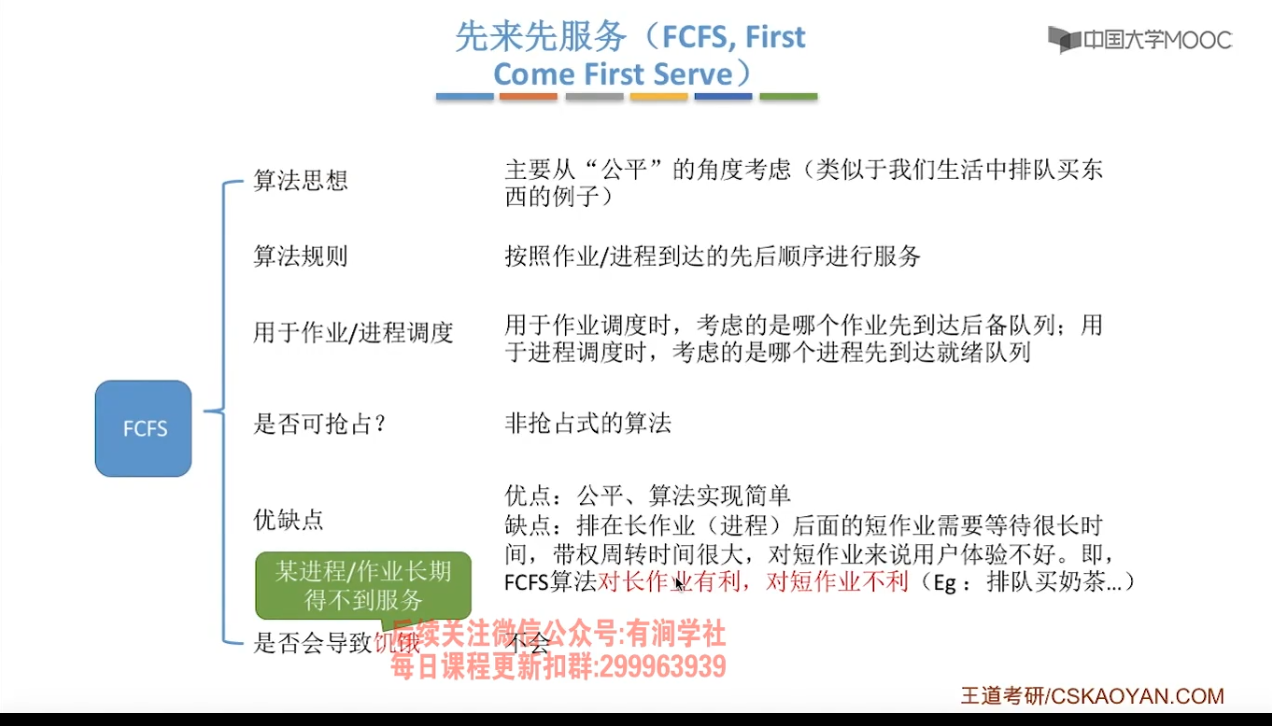 先来先服务（FCFS, First
Come First Serve）
中国大学MOOC
算法思想
主要从“公平”的角度考虑（类似于我们生活中排队买东
西的例子）
算法规则
按照作业/进程到达的先后顺序进行服务
用于作业/进程调度
用于作业调度时，考虑的是哪个作业先到达后备队列；用
于进程调度时，考虑的是哪个进程先到达就绪队列
FCFS
是否可抢占？
非抢占式的算法
优缺点
优点：公平、算法实现简单
缺点：排在长作业（进程）后面的短作业需要等待很长时
间，带权周转时间很大，对短作业来说用户体验不好。即，
FCFS算法对长作业有利，对短作业不利（Eg：排队买奶茶...）
某进程/作业长期
得不到服务
是否会导致饥饿
不会
后续关注微信公众号:有涧学社
每日课程更新扣群:299963939
王道考研/CSKAOYAN.COM